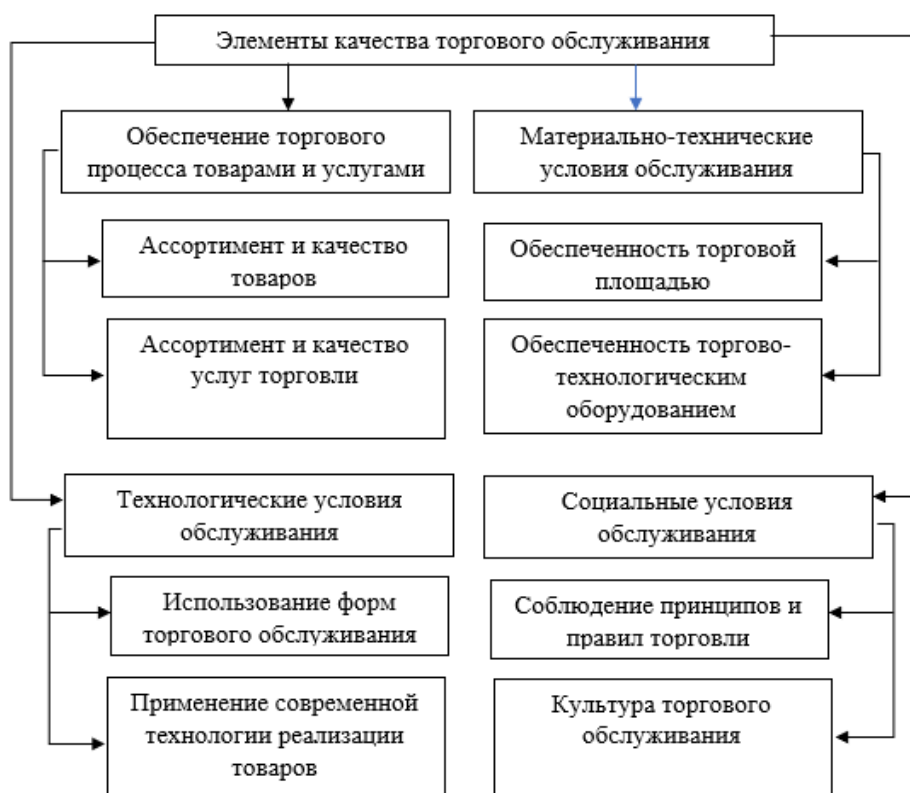 Элементы качества торгового обслуживания
Обеспечение торгового
процесса товарами и услугами
Материально-технические
условия обслуживания
Ассортимент и качество
товаров
Обеспеченность торговой
площадью
Ассортимент и качество
услуг торговли
Обеспеченность торгово-
технологическим
оборудованием
Технологические условия
обслуживания
Социальные условия
обслуживания
Использование форм
торгового обслуживания
Соблюдение принципов и
правил торговли
Применение современной
технологии реализации
товаров
Культура торгового
обслуживания